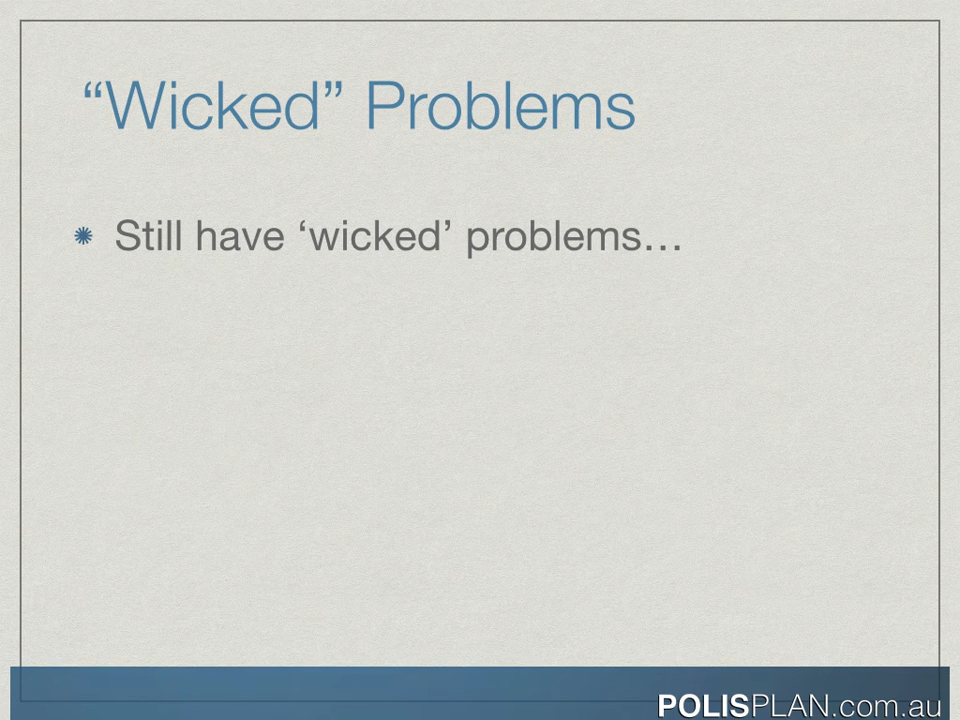 “Wicked” Problems
Still have ‘wicked’ problems…
POLISPLAN.com.au